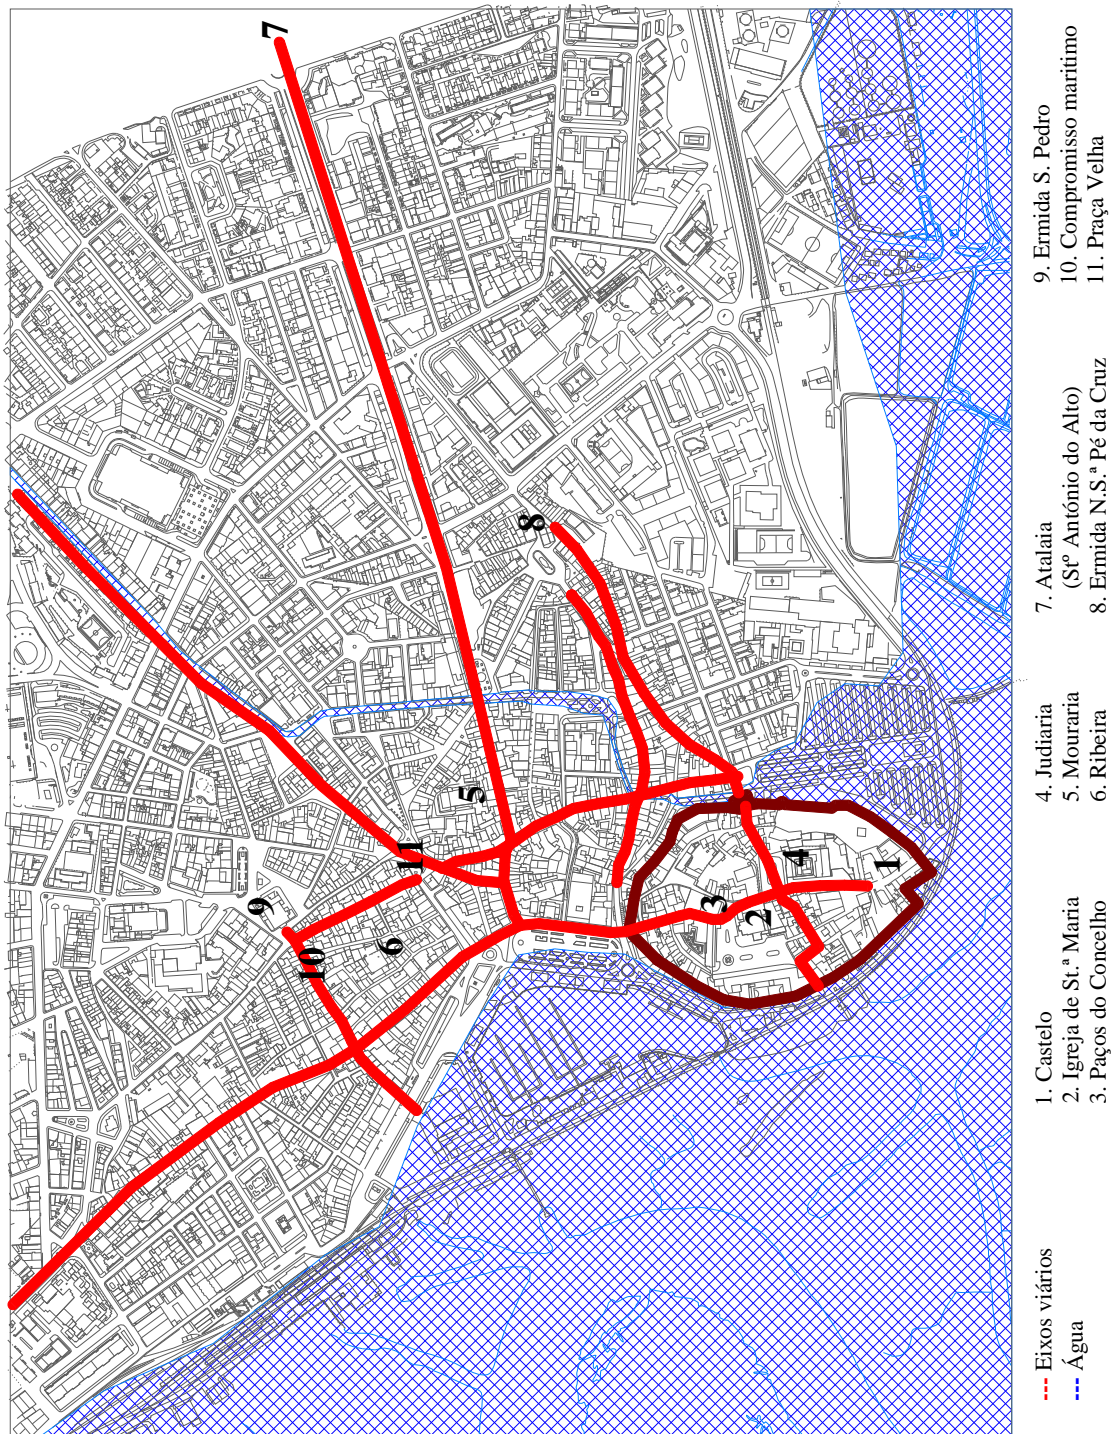 7
8
5
11
9
10
6
4
3
2
1
--- Eixos viários
--- Água
1. Castelo
2. Igreja de St.ª Maria
3. Paços do Concelho
4. Judiaria
5. Mouraria
6. Ribeira
7. Atalaia
(Stº António do Alto)
8. Ermida N.S.ª Pé da Cruz
9. Ermida S. Pedro
10. Compromisso maritimo
11. Praça Velha